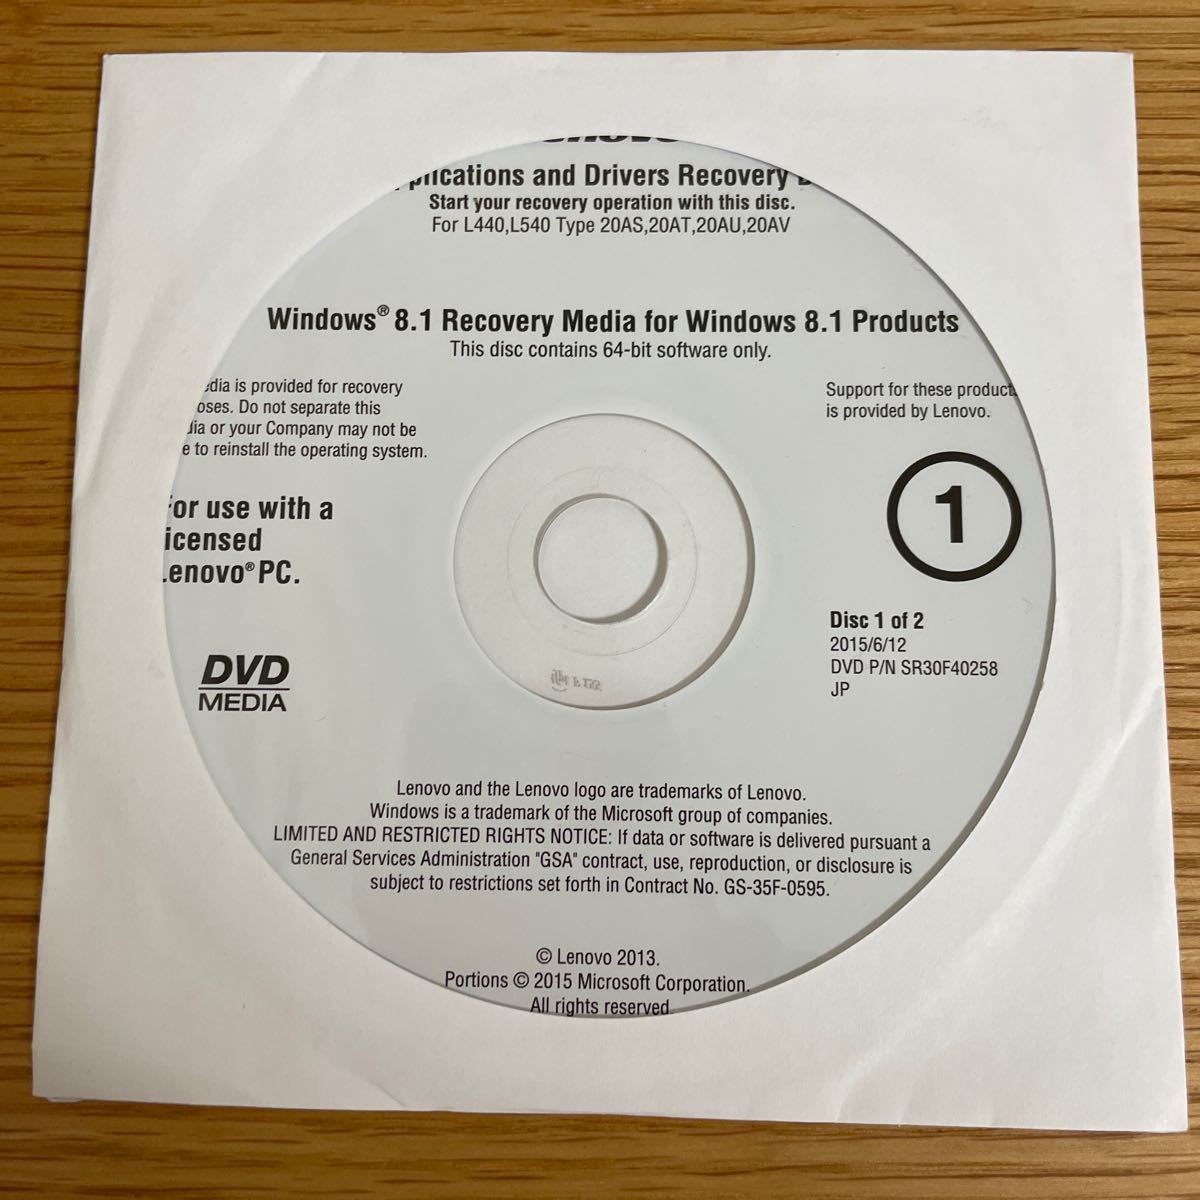 Applications and Drivers Recovery
Start your recovery operation with this disc.
For L440,L540 Type 20AS,20AT,20AU,20AV
Windows® 8.1 Recovery Media for Windows 8.1 Products
This disc contains 64-bit software only.
edia is provided for recovery
oses. Do not separate this
dia or your Company may not be
e to reinstall the operating system.
Support for these product
is provided by Lenovo.
For use with a
icensed
Lenovo® PC.
1
Disc 1 of 2
2015/6/12
DVD P/N SR30F40258
JP
DVD
MEDIA
Lenovo and the Lenovo logo are trademarks of Lenovo.
Windows is a trademark of the Microsoft group of companies.
LIMITED AND RESTRICTED RIGHTS NOTICE: If data or software is delivered pursuant a
General Services Administration "GSA" contract, use, reproduction, or disclosure is
subject to restrictions set forth in Contract No. GS-35F-0595.
© Lenovo 2013.
Portions © 2015 Microsoft Corporation.
All rights reserved.